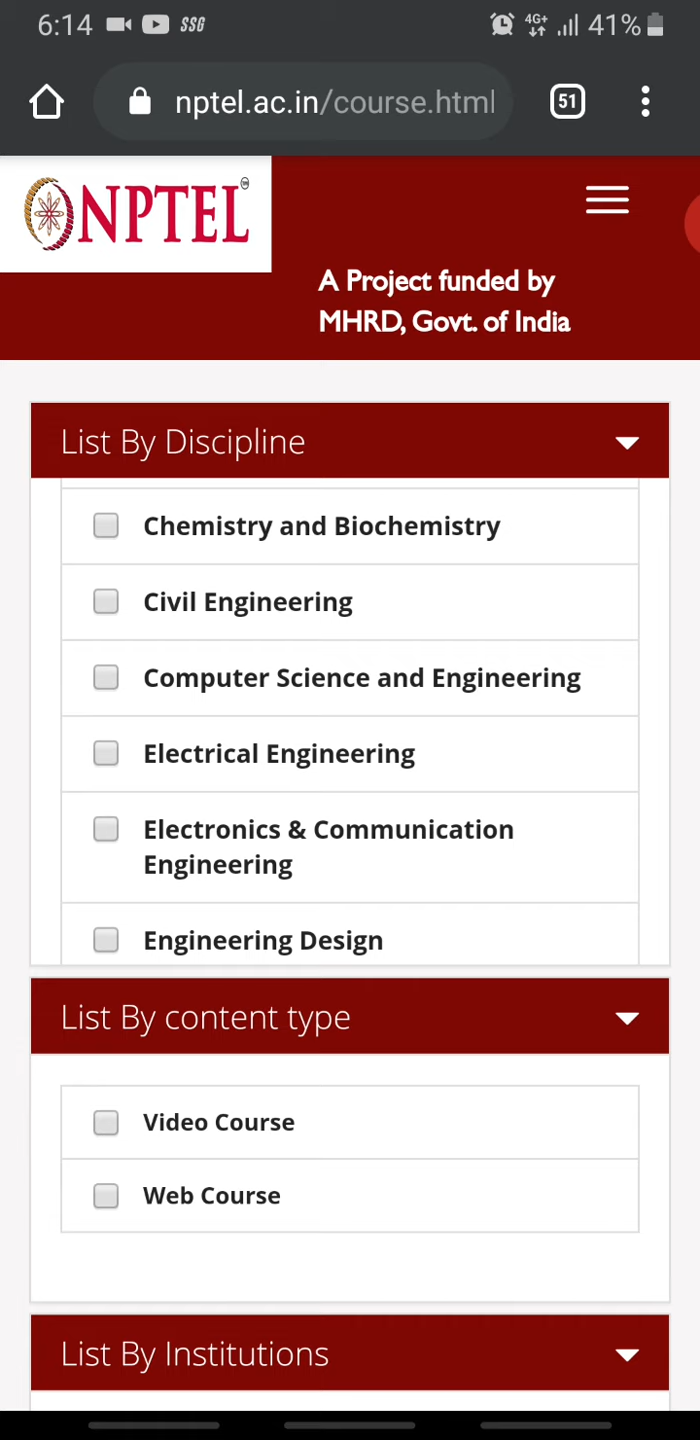 6:14 SSG 4G+ 41%
nptel.ac.in/course.html 51
NPTEL
A Project funded by
MHRD, Govt. of India
List By Discipline
Chemistry and Biochemistry
Civil Engineering
Computer Science and Engineering
Electrical Engineering
Electronics & Communication
Engineering
Engineering Design
List By content type
Video Course
Web Course
List By Institutions